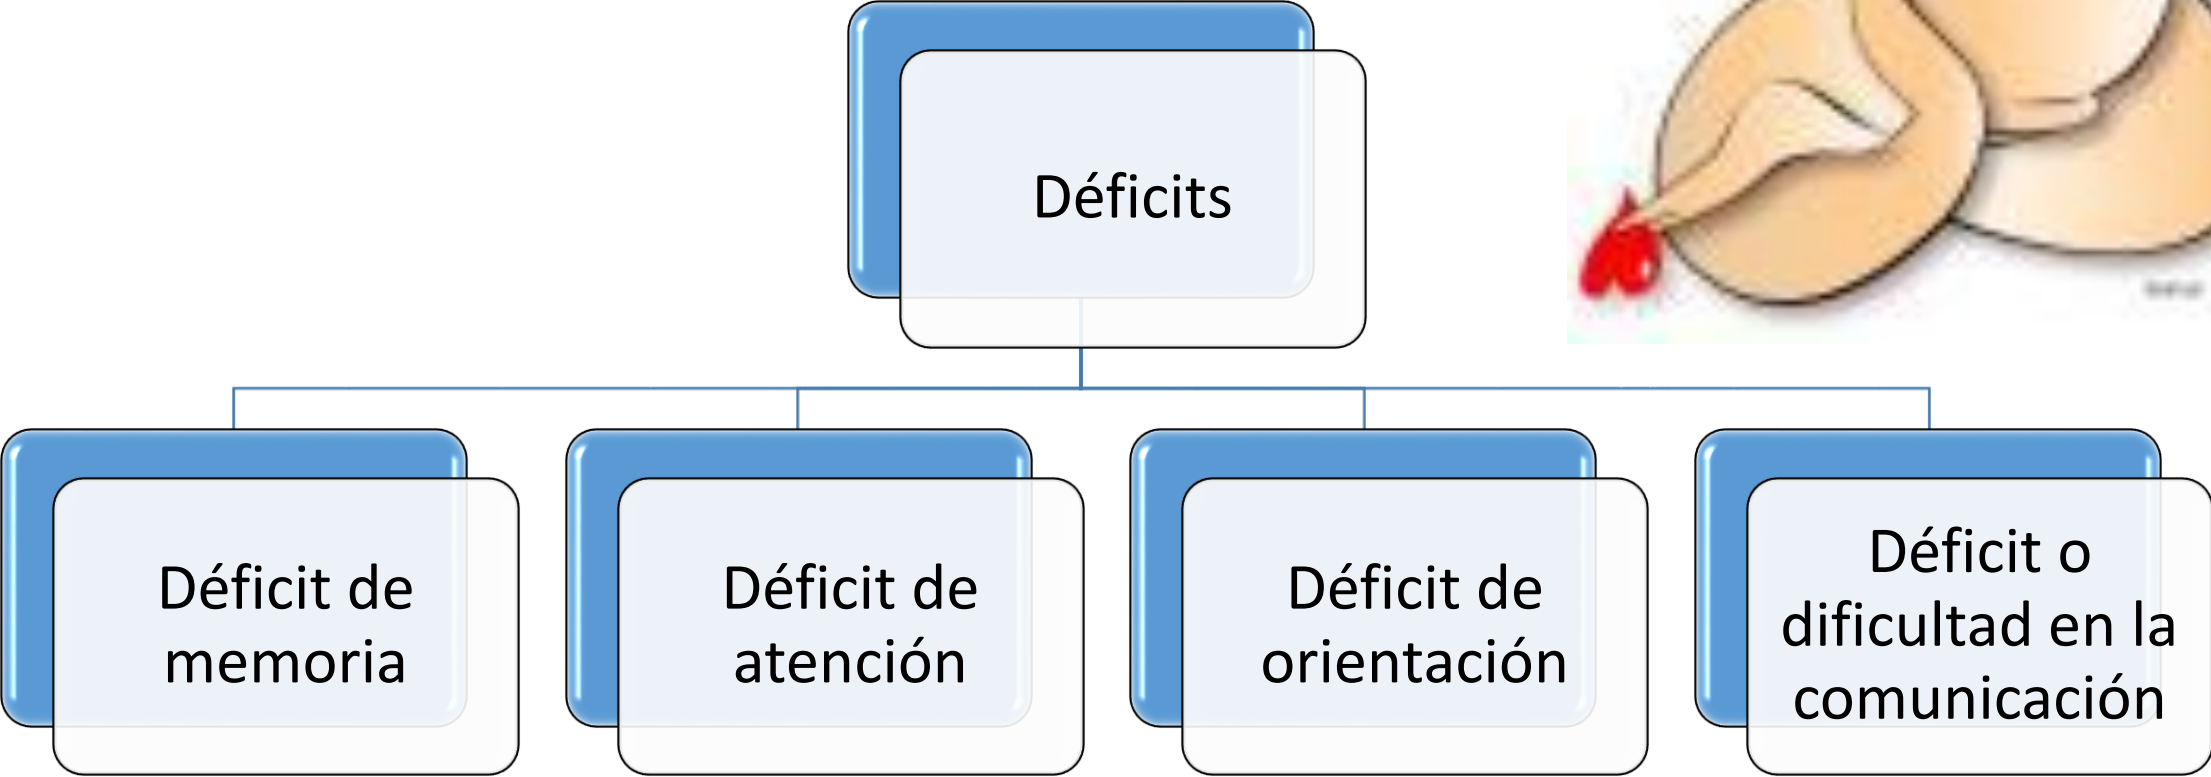 Déficits
Déficit de
memoria
Déficit de
atención
Déficit de
orientación
Déficit o
dificultad en la
comunicación